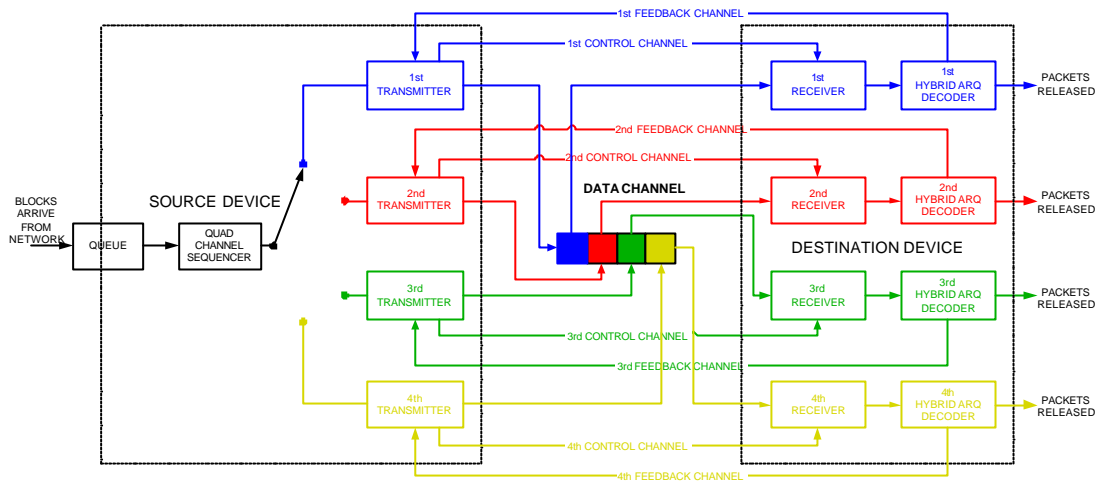 1st FEEDBACK CHANNEL
1st CONTROL CHANNEL
1st
TRANSMITTER
1st
RECEIVER
1st
HYBRID ARQ
DECODER
PACKETS
RELEASED
2nd FEEDBACK CHANNEL
2nd CONTROL CHANNEL
2nd
TRANSMITTER
DATA CHANNEL
2nd
RECEIVER
2nd
HYBRID ARQ
DECODER
PACKETS
RELEASED
BLOCKS
ARRIVE
FROM
NETWORK
SOURCE DEVICE
QUEUE
QUAD
CHANNEL
SEQUENCER
DESTINATION DEVICE
3rd
TRANSMITTER
3rd
RECEIVER
3rd
HYBRID ARQ
DECODER
PACKETS
RELEASED
3rd CONTROL CHANNEL
3rd FEEDBACK CHANNEL
4th
TRANSMITTER
4th
RECEIVER
4th
HYBRID ARQ
DECODER
PACKETS
RELEASED
4th CONTROL CHANNEL
4th FEEDBACK CHANNEL